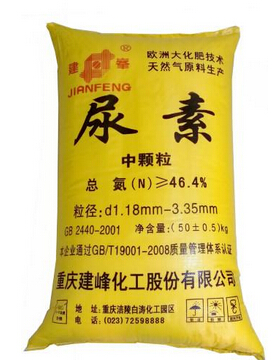 建峰®
JIANFENG
欧洲大化肥技术
天然气原料生产
尿素
中颗粒
总 氮(N)≥46.4%
粒径: d1.18mm-3.35mm
GB 2440-2001 净含量: (50±0.5)kg
本企业通过GB/T19001-2008质量管理体系认证
重庆建峰化工股份有限公司
地 址: 重庆涪陵白涛化工园区
电 话: (023)72598888